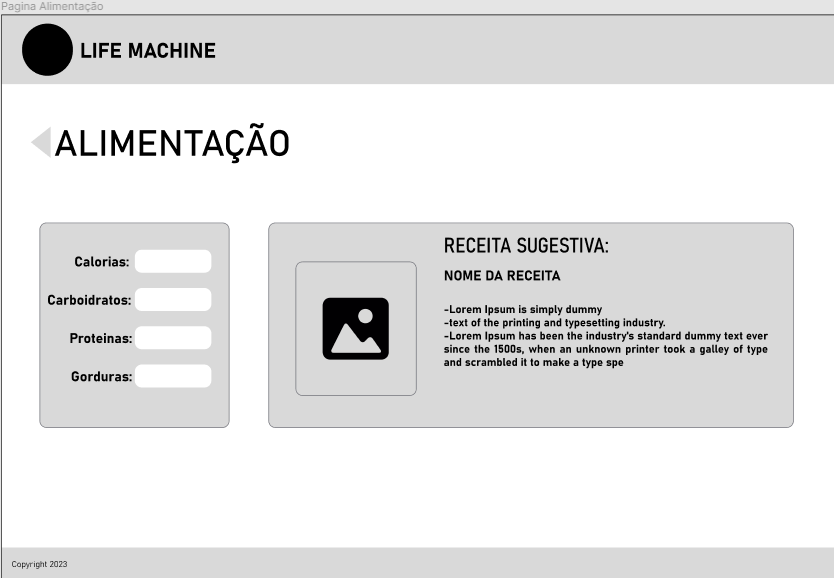 Pagina Alimentação
LIFE MACHINE
ALIMENTAÇÃO
Calorias:
Carboidratos:
Proteinas:
Gorduras:
RECEITA SUGESTIVA:
NOME DA RECEITA
-Lorem Ipsum is simply dummy
-text of the printing and typesetting industry.
-Lorem Ipsum has been the industry's standard dummy text ever
since the 1500s, when an unknown printer took a galley of type
and scrambled it to make a type spe
Copyright 2023